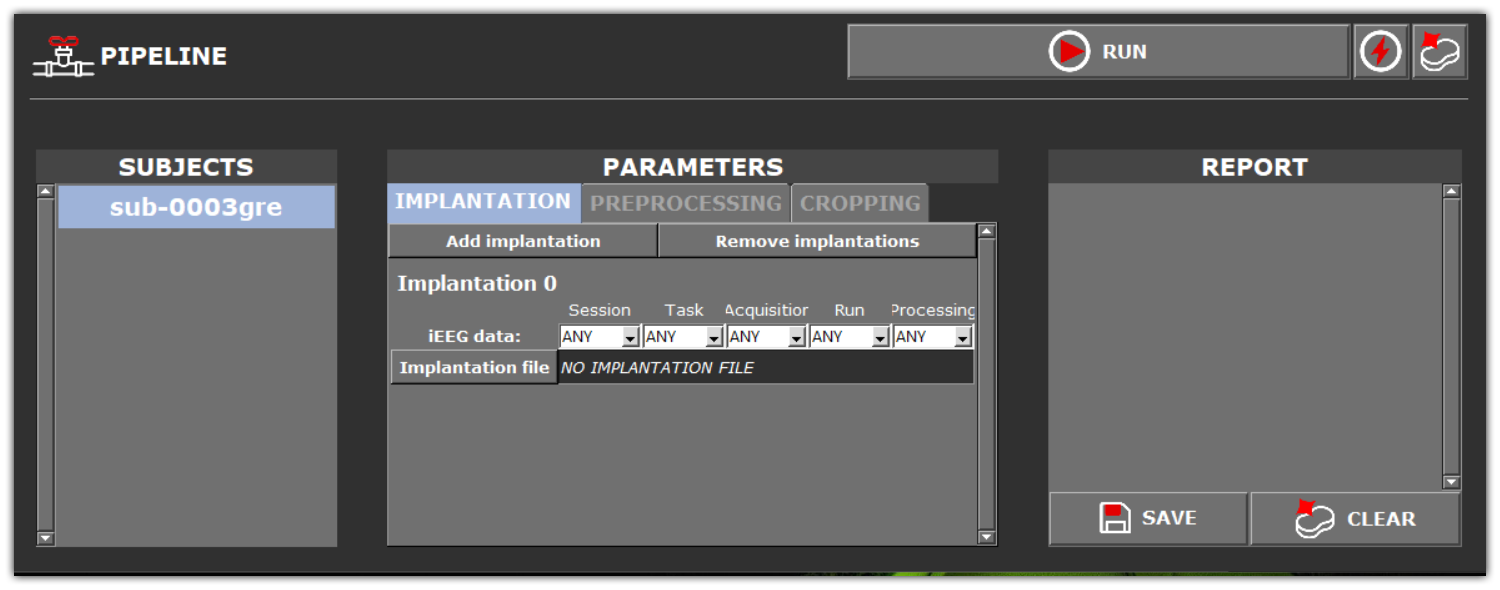 PIPELINE
RUN
SUBJECTS
sub-0003gre
PARAMETERS
IMPLANTATION PREPROCESSING CROPPING
Add implantation Remove implantations
Implantation 0
Session Task Acquisitior Run Processing
iEEG data: ANY ANY ANY ANY ANY
Implantation file NO IMPLANTATION FILE
REPORT
SAVE CLEAR